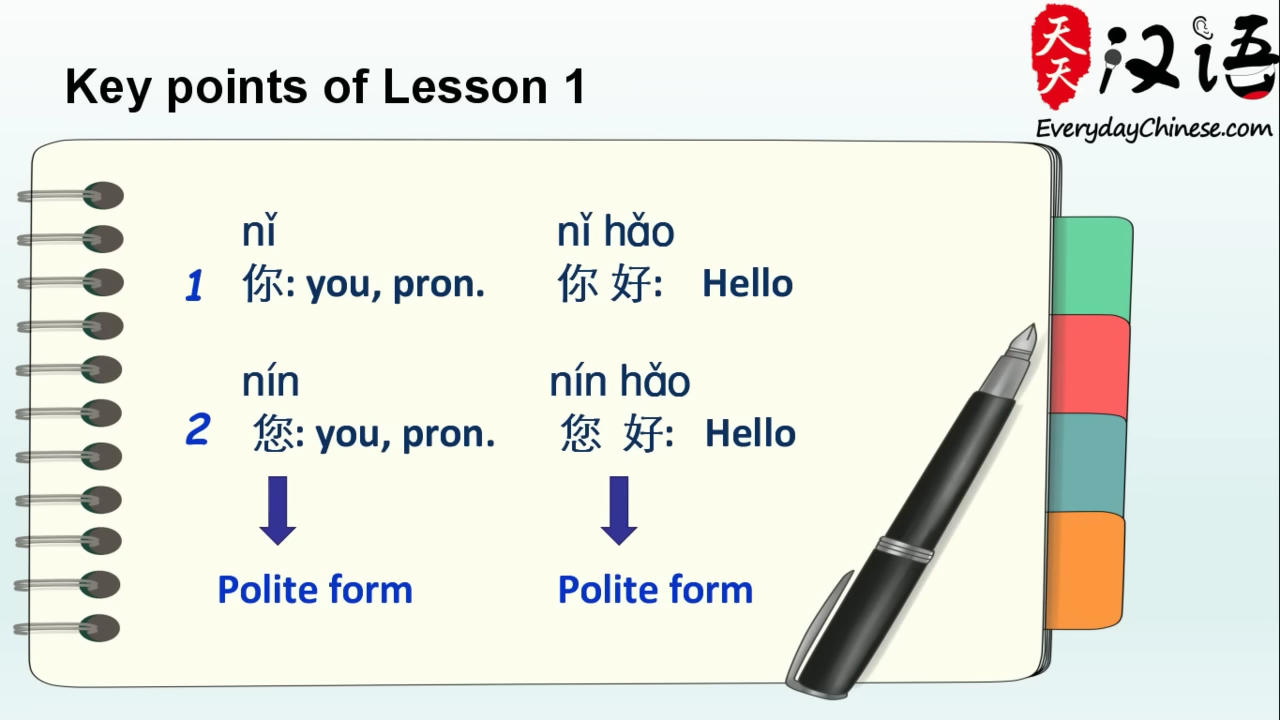 Key points of Lesson 1
天天汉语
EverydayChinese.com
nǐ nǐ hǎo
1 你: you, pron. 你 好: Hello
nín nín hǎo
2 您: you, pron. 您 好: Hello
Polite form Polite form